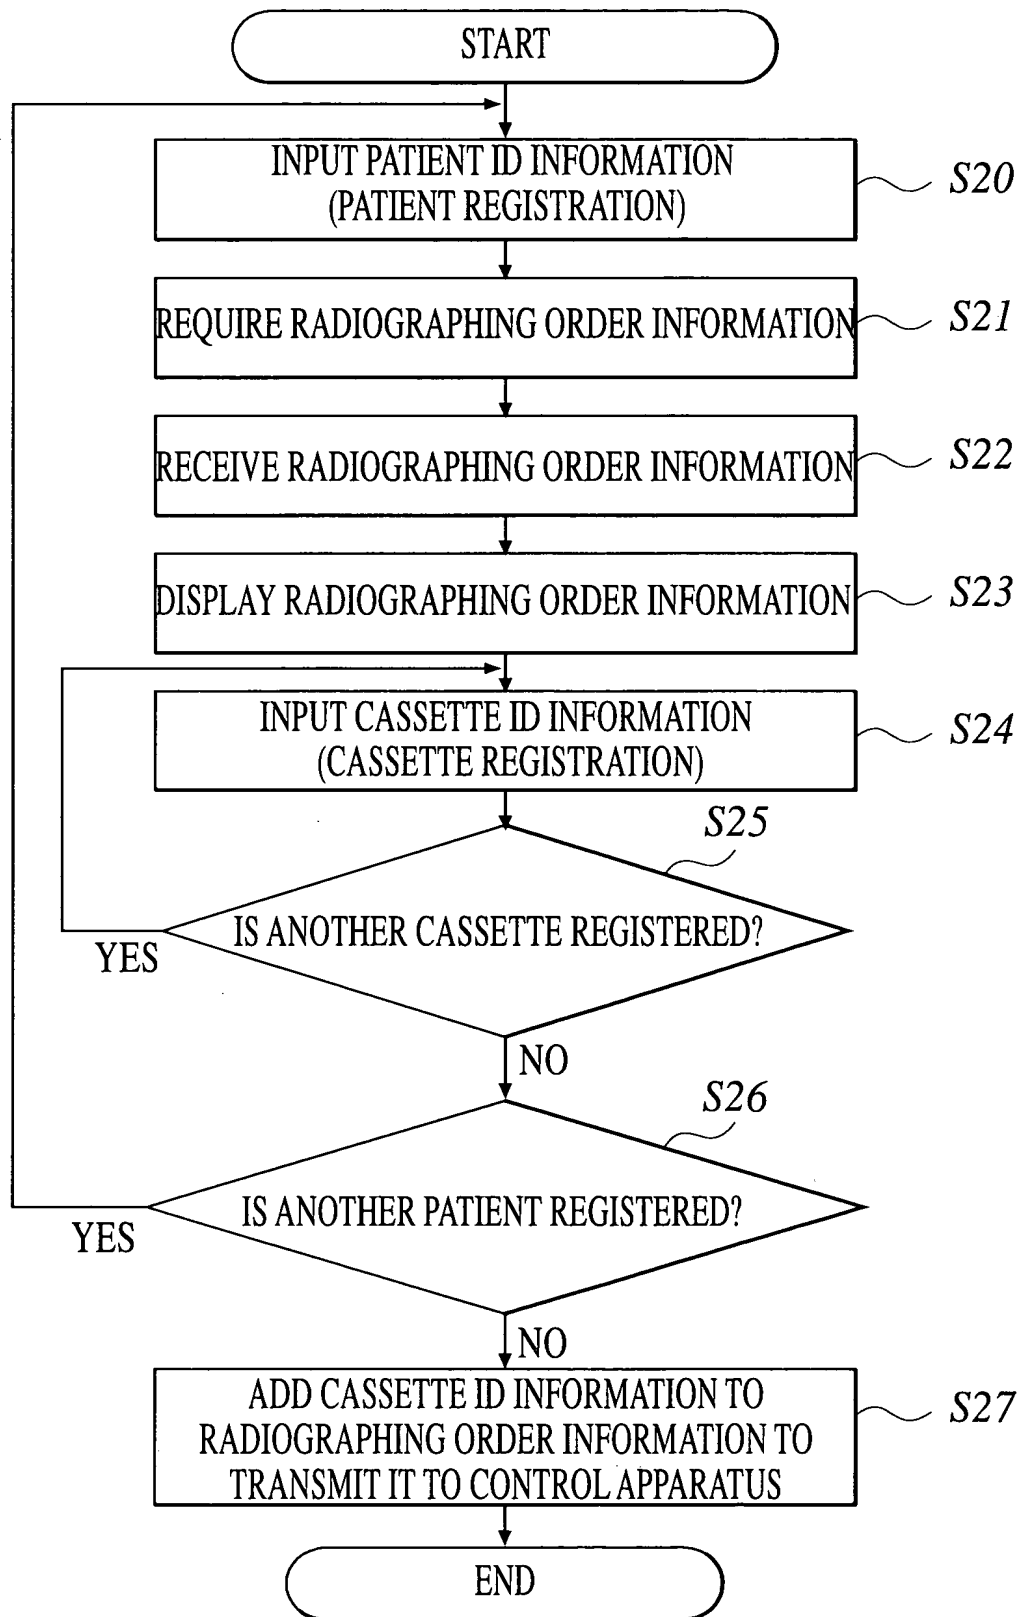 START
INPUT PATIENT ID INFORMATION
(PATIENT REGISTRATION)
S20
REQUIRE RADIOGRAPHING ORDER INFORMATION
S21
RECEIVE RADIOGRAPHING ORDER INFORMATION
S22
DISPLAY RADIOGRAPHING ORDER INFORMATION
S23
INPUT CASSETTE ID INFORMATION
(CASSETTE REGISTRATION)
S24
S25
IS ANOTHER CASSETTE REGISTERED?
YES
NO
S26
IS ANOTHER PATIENT REGISTERED?
YES
NO
ADD CASSETTE ID INFORMATION TO
RADIOGRAPHING ORDER INFORMATION TO
TRANSMIT IT TO CONTROL APPARATUS
S27
END